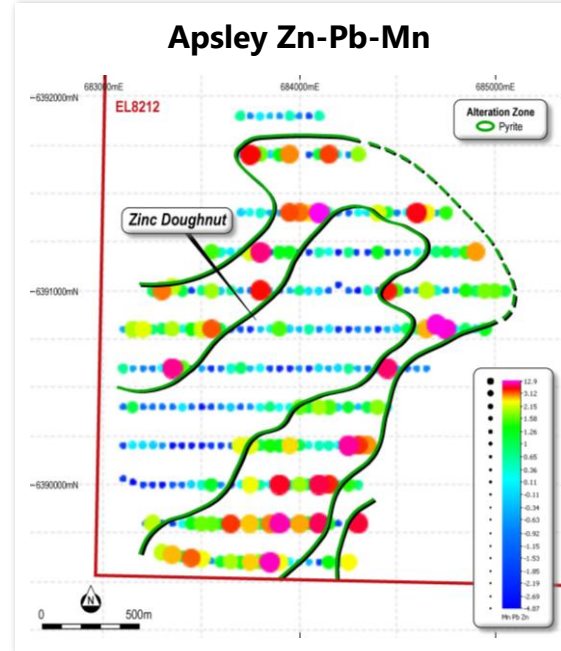 Apsley Zn-Pb-Mn
683000mE
684000mE
685000mE
6392000mN
EL8212
Alteration Zone
Pyrite
Zinc Doughnut
6391000mN
6390000mN
12.9
3.12
2.15
1.58
1.26
1
0.65
0.36
0.11
-0.11
-0.34
-0.63
-0.92
-1.15
-1.53
-1.85
-2.19
-2.69
-4.07
Mn Pb Zn
N
0
500m